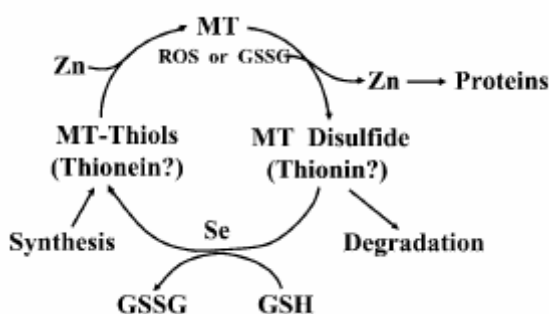 MT
ROS or GSSG
Zn
Zn
Proteins
MT-Thiols
(Thionein?)
MT Disulfide
(Thionin?)
Synthesis
Se
Degradation
GSSG
GSH